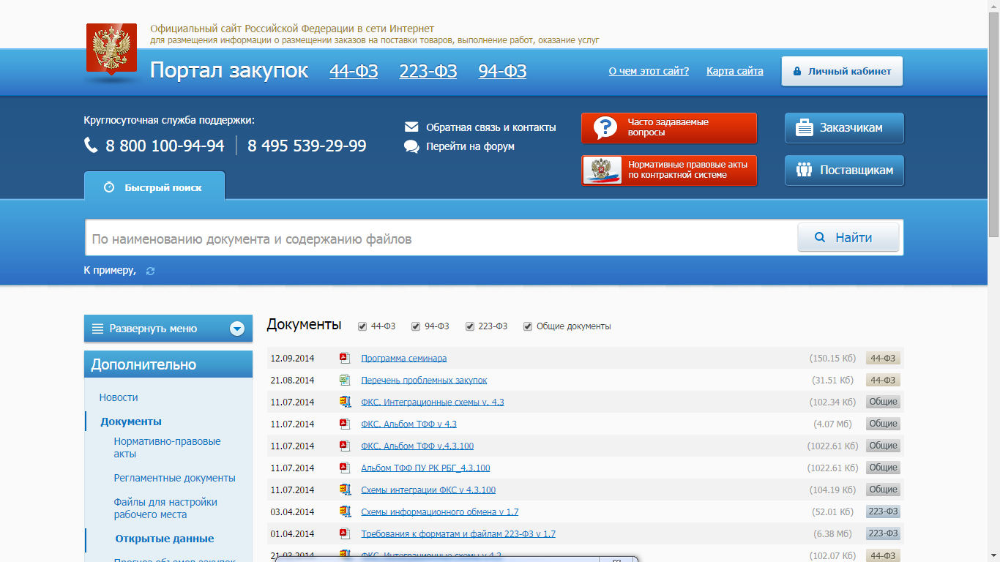 Официальный сайт Российской Федерации в сети Интернет
для размещения информации о размещении заказов на поставки товаров, выполнение работ, оказание услуг
Портал закупок 44-ФЗ 223-ФЗ 94-ФЗ О чем этот сайт? Карта сайта Личный кабинет
Круглосуточная служба поддержки:
8 800 100-94-94 8 495 539-29-99
Обратная связь и контакты
Перейти на форум
Часто задаваемые
вопросы
Нормативные правовые акты
по контрактной системе
Заказчикам
Поставщикам
Быстрый поиск
По наименованию документа и содержанию файлов Найти
К примеру,
Развернуть меню
Дополнительно
Новости
Документы
Нормативно-правовые
акты
Регламентные документы
Файлы для настройки
рабочего места
Открытые данные
Прогноз объемов закупок
Документы 44-ФЗ 94-ФЗ 223-ФЗ Общие документы
12.09.2014 Программа семинара (150.15 Кб) 44-ФЗ
21.08.2014 Перечень проблемных закупок (31.51 Кб) 44-ФЗ
11.07.2014 ФКС. Интеграционные схемы v. 4.3 (102.34 Кб) Общие
11.07.2014 ФКС. Альбом ТФФ v 4.3 (4.07 Мб) Общие
11.07.2014 ФКС. Альбом ТФФ v.4.3.100 (1022.61 Кб) Общие
11.07.2014 Альбом ТФФ ПУ РК РБГ_4.3.100 (1022.61 Кб) Общие
11.07.2014 Схемы интеграции ФКС v 4.3.100 (104.19 Кб) Общие
03.04.2014 Схемы информационного обмена v 1.7 (52.01 Кб) 223-ФЗ
01.04.2014 Требования к форматам и файлам 223-ФЗ v 1.7 (6.38 Мб) 223-ФЗ
21.03.2014 ФКС. Интеграционные схемы v 4.2 (102.07 Кб) 44-ФЗ